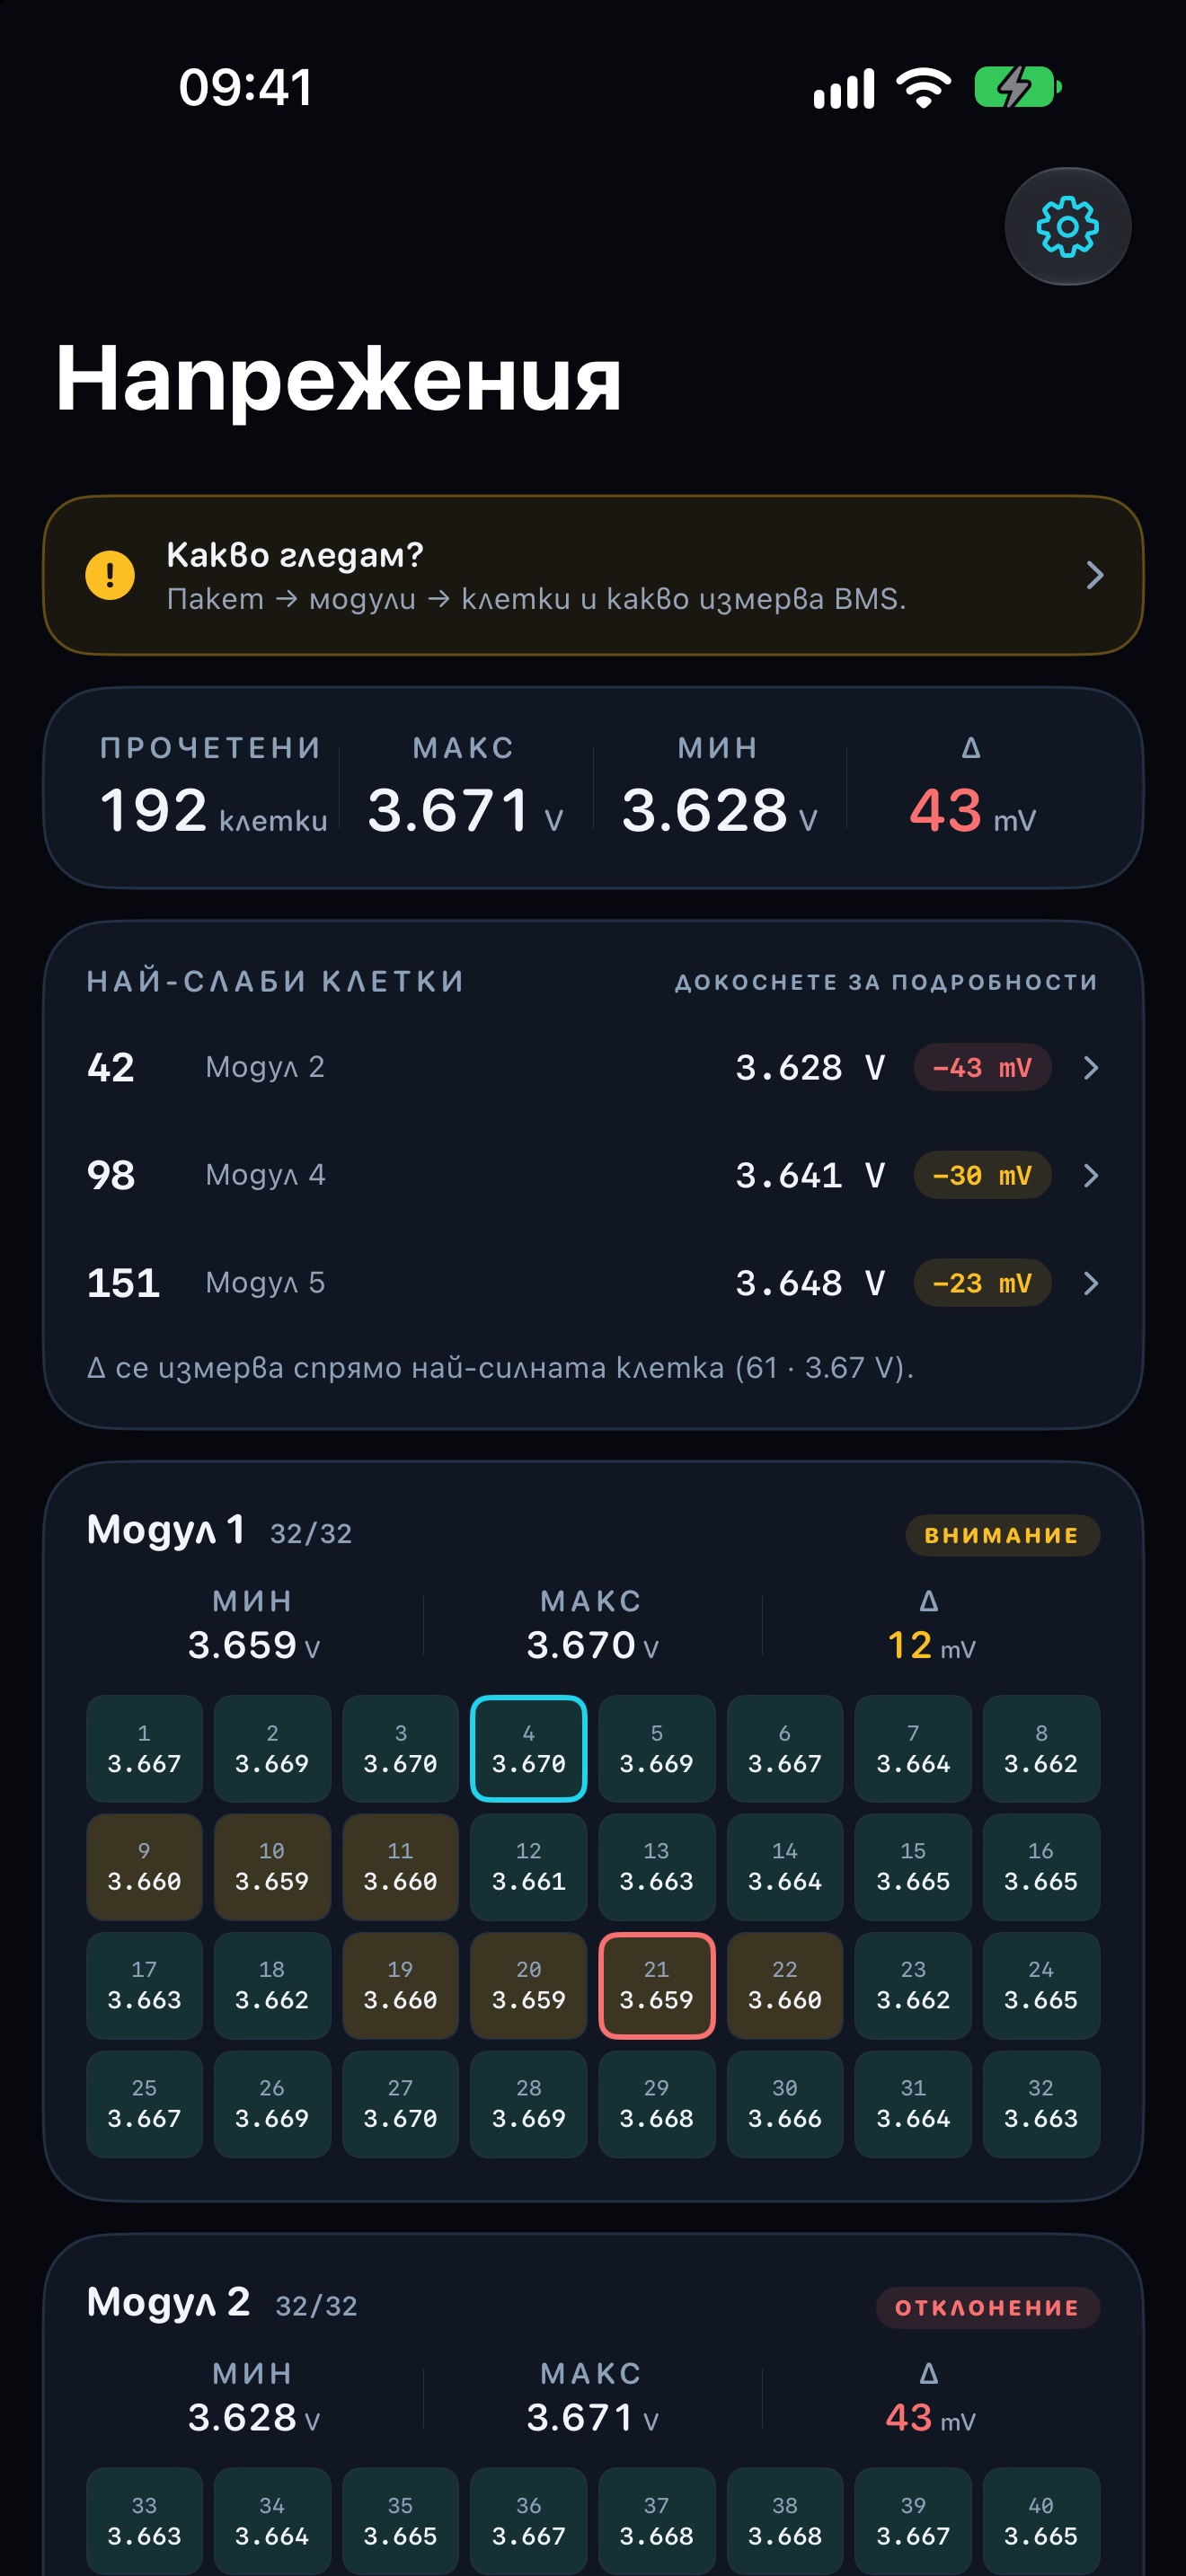 09:41
Напрежения
Какво гледам?
Пакет → модули → клетки и какво измерва BMS.
ПРОЧЕТЕНИ МАКС МИН Δ
192 клетки 3.671 V 3.628 V 43 mV
НАЙ-СЛАБИ КЛЕТКИ ДОКОСНЕТЕ ЗА ПОДРОБНОСТИ
42 Модул 2 3.628 V −43 mV
98 Модул 4 3.641 V −30 mV
151 Модул 5 3.648 V −23 mV
Δ се измерва спрямо най-силната клетка (61 · 3.67 V).
Модул 1 32/32 ВНИМАНИЕ
МИН МАКС Δ
3.659 V 3.670 V 12 mV
1 2 3 4 5 6 7 8
3.667 3.669 3.670 3.670 3.669 3.667 3.664 3.662
9 10 11 12 13 14 15 16
3.660 3.659 3.660 3.661 3.663 3.664 3.665 3.665
17 18 19 20 21 22 23 24
3.663 3.662 3.660 3.659 3.659 3.660 3.662 3.665
25 26 27 28 29 30 31 32
3.667 3.669 3.670 3.669 3.668 3.666 3.664 3.663
Модул 2 32/32 ОТКЛОНЕНИЕ
МИН МАКС Δ
3.628 V 3.671 V 43 mV
33 34 35 36 37 38 39 40
3.663 3.664 3.665 3.667 3.668 3.668 3.667 3.665